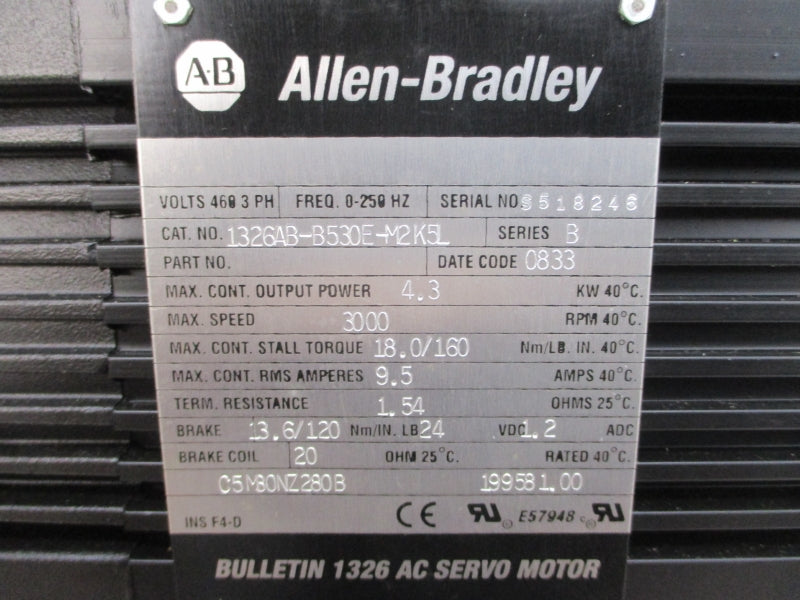 A·B Allen-Bradley
VOLTS 460 3 PH FREQ. 0-250 HZ SERIAL NO S518246
CAT. NO. 1326AB-B530E-M2K5L SERIES B
PART NO. DATE CODE 0833
MAX. CONT. OUTPUT POWER 4.3 KW 40°C.
MAX. SPEED 3000 RPM 40°C.
MAX. CONT. STALL TORQUE 18.0/160 Nm/LB. IN. 40°C.
MAX. CONT. RMS AMPERES 9.5 AMPS 40°C.
TERM. RESISTANCE 1.54 OHMS 25°C.
BRAKE 13.6/120 Nm/IN. LB 24 VDC 1.2 ADC
BRAKE COIL 20 OHM 25°C. RATED 40°C.
C5M80NZ280B 199581.00
INS F4-D CE RU E57948 c RU
BULLETIN 1326 AC SERVO MOTOR